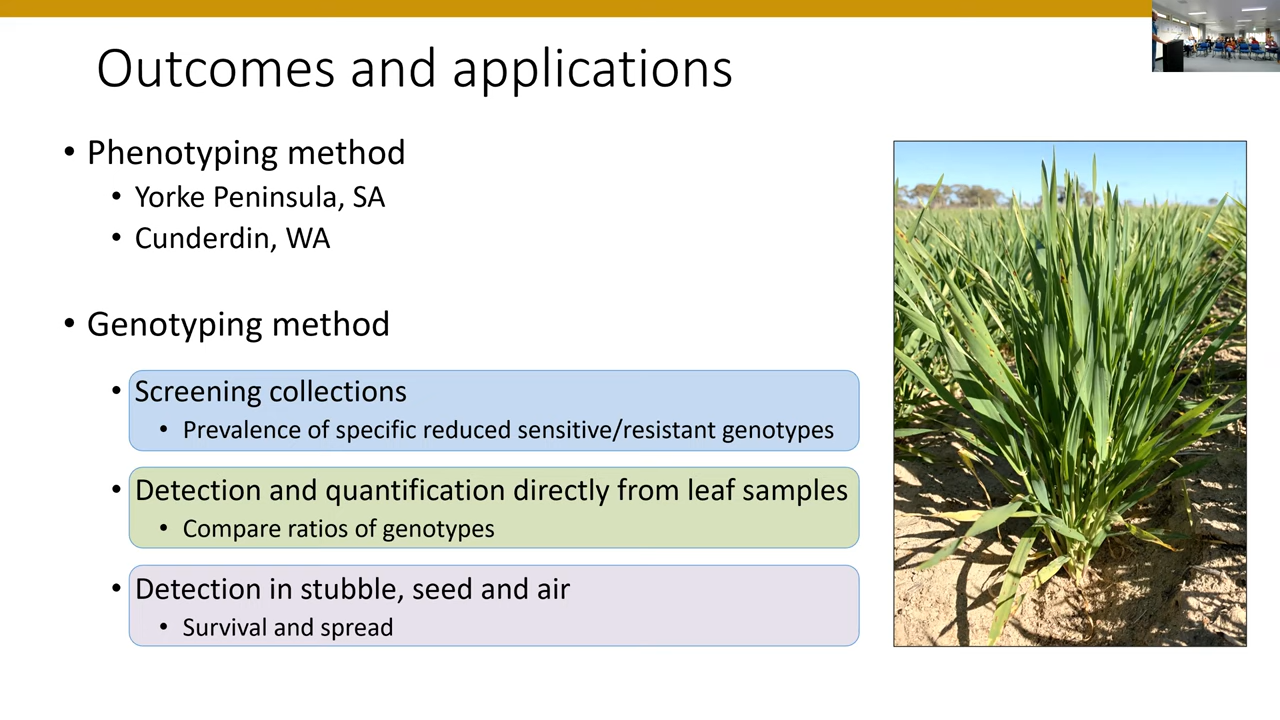 Outcomes and applications
• Phenotyping method
• Yorke Peninsula, SA
• Cunderdin, WA
• Genotyping method
• Screening collections
• Prevalence of specific reduced sensitive/resistant genotypes
• Detection and quantification directly from leaf samples
• Compare ratios of genotypes
• Detection in stubble, seed and air
• Survival and spread